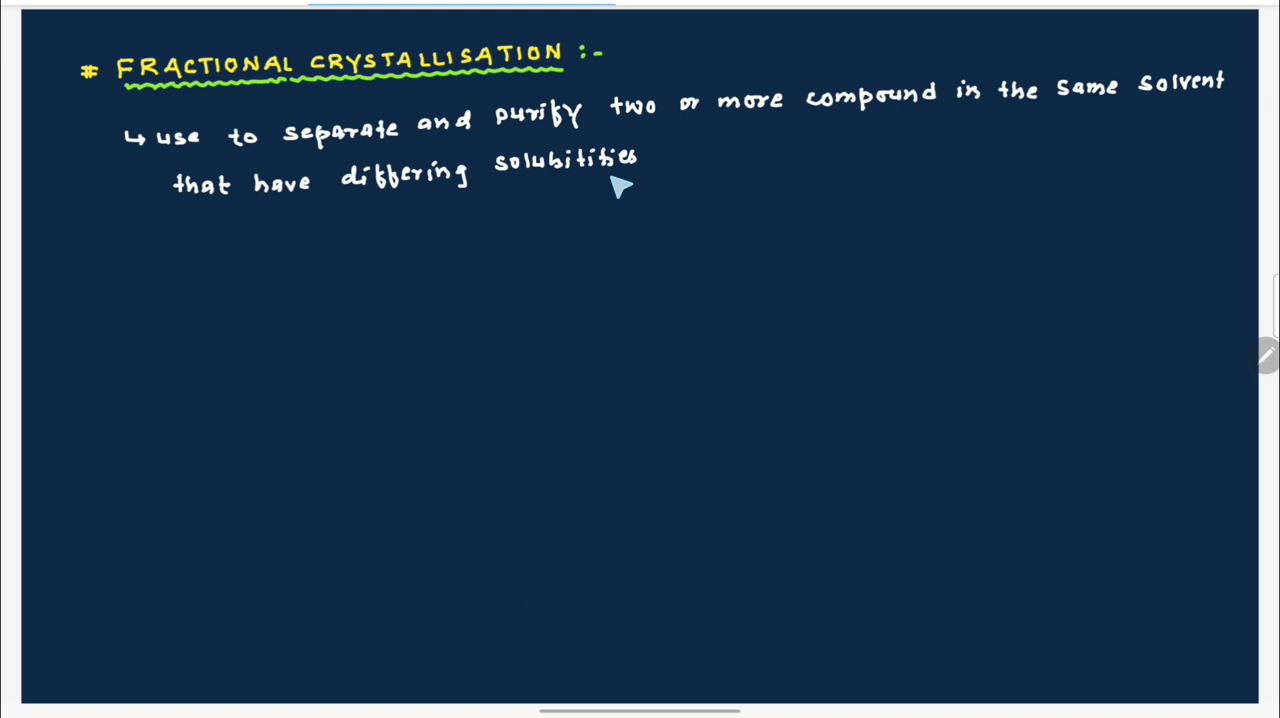 # FRACTIONAL CRYSTALLISATION :-
↳ use to separate and purify two or more compound in the same solvent
that have differing solubitities